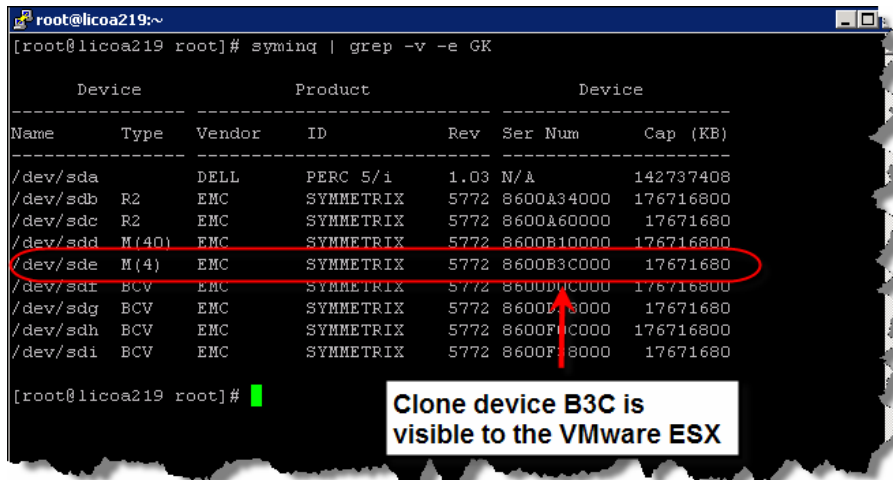 root@licoa219:~
[root@licoa219 root]# syminq | grep -v -e GK
Device Product Device
Name Type Vendor ID Rev Ser Num Cap (KB)
/dev/sda DELL PERC 5/i 1.03 N/A 142737408
/dev/sdb R2 EMC SYMMETRIX 5772 8600A34000 176716800
/dev/sdc R2 EMC SYMMETRIX 5772 8600A60000 17671680
/dev/sdd M(40) EMC SYMMETRIX 5772 8600B10000 176716800
/dev/sde M(4) EMC SYMMETRIX 5772 8600B3C000 17671680
/dev/sdf BCV EMC SYMMETRIX 5772 176716800
/dev/sdg BCV EMC SYMMETRIX 5772 17671680
/dev/sdh BCV EMC SYMMETRIX 5772 176716800
/dev/sdi BCV EMC SYMMETRIX 5772 17671680
[root@licoa219 root]#
Clone device B3C is
visible to the VMware ESX